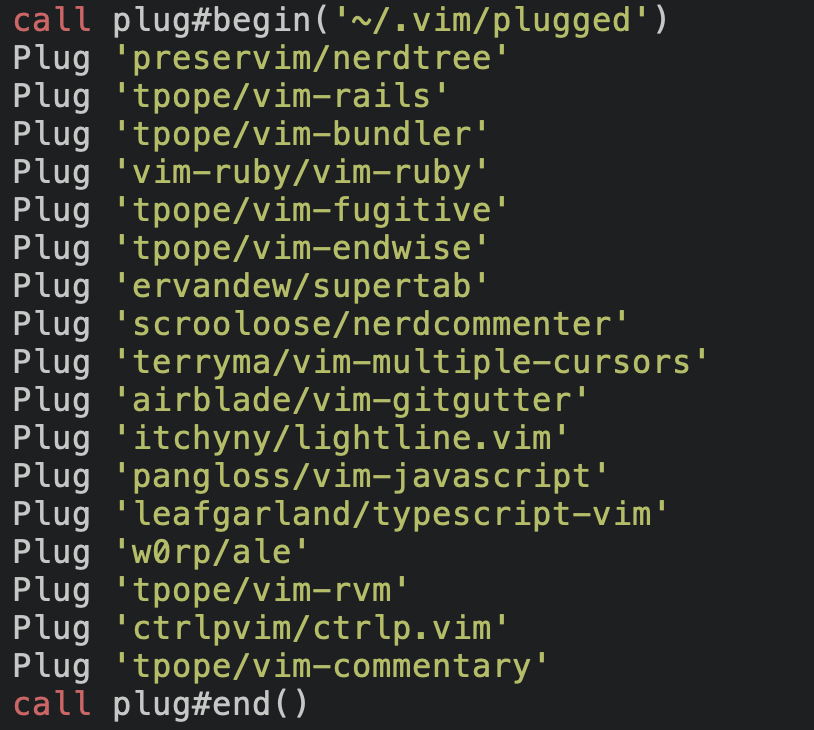 call plug#begin('~/.vim/plugged')
Plug 'preservim/nerdtree'
Plug 'tpope/vim-rails'
Plug 'tpope/vim-bundler'
Plug 'vim-ruby/vim-ruby'
Plug 'tpope/vim-fugitive'
Plug 'tpope/vim-endwise'
Plug 'ervandew/supertab'
Plug 'scrooloose/nerdcommenter'
Plug 'terryma/vim-multiple-cursors'
Plug 'airblade/vim-gitgutter'
Plug 'itchyny/lightline.vim'
Plug 'pangloss/vim-javascript'
Plug 'leafgarland/typescript-vim'
Plug 'w0rp/ale'
Plug 'tpope/vim-rvm'
Plug 'ctrlpvim/ctrlp.vim'
Plug 'tpope/vim-commentary'
call plug#end()